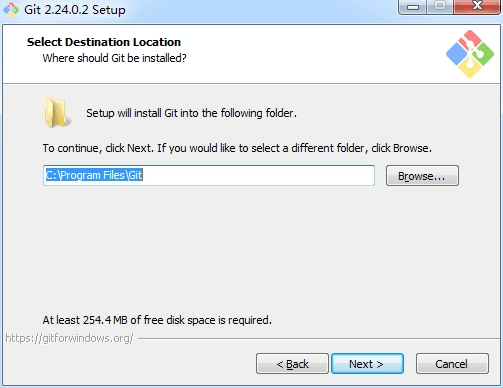 Git 2.24.0.2 Setup
Select Destination Location
Where should Git be installed?
Setup will install Git into the following folder.
To continue, click Next. If you would like to select a different folder, click Browse.
C:\Program Files\Git
Browse...
At least 254.4 MB of free disk space is required.
https://gitforwindows.org/
< Back
Next >
Cancel